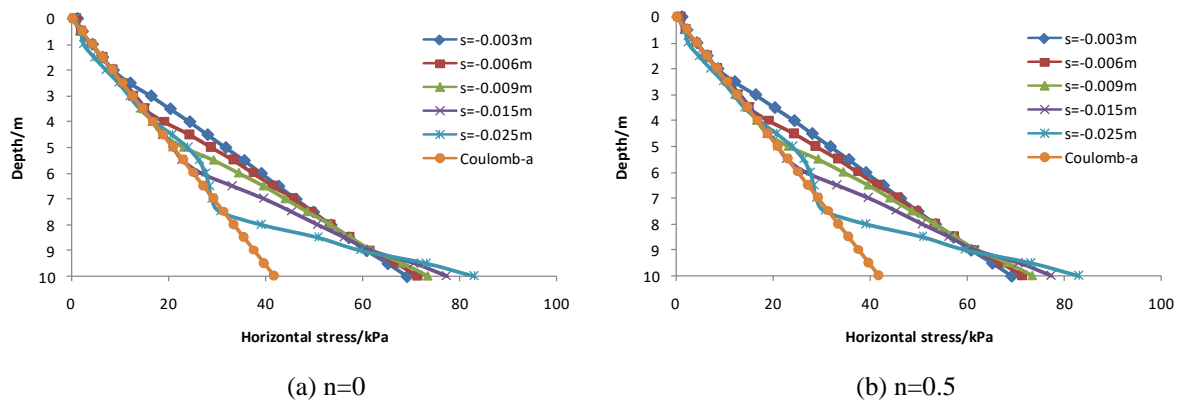 0
1
2
3
4
5
6
7
8
9
10
Depth/m
0 20 40 60 80 100
Horizontal stress/kPa
s=-0.003m
s=-0.006m
s=-0.009m
s=-0.015m
s=-0.025m
Coulomb-a
(a) n=0
0
1
2
3
4
5
6
7
8
9
10
Depth/m
0 20 40 60 80 100
Horizontal stress/kPa
s=-0.003m
s=-0.006m
s=-0.009m
s=-0.015m
s=-0.025m
Coulomb-a
(b) n=0.5